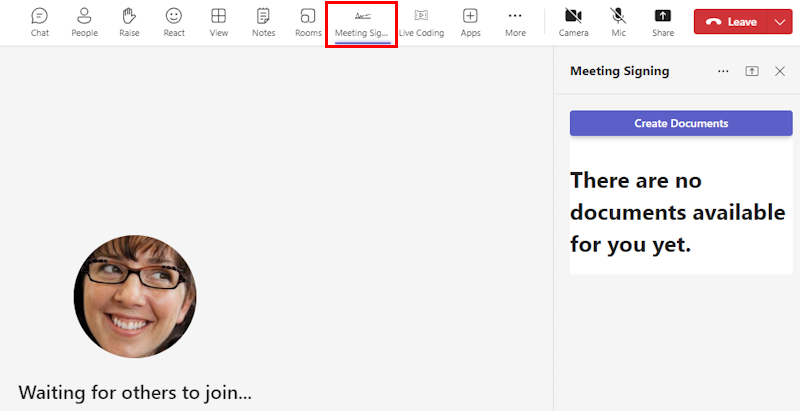 Chat People Raise React View Notes Rooms Meeting Sig... Live Coding Apps More Camera Mic Share Leave
Meeting Signing
Create Documents
There are no
documents available
for you yet.
Waiting for others to join...